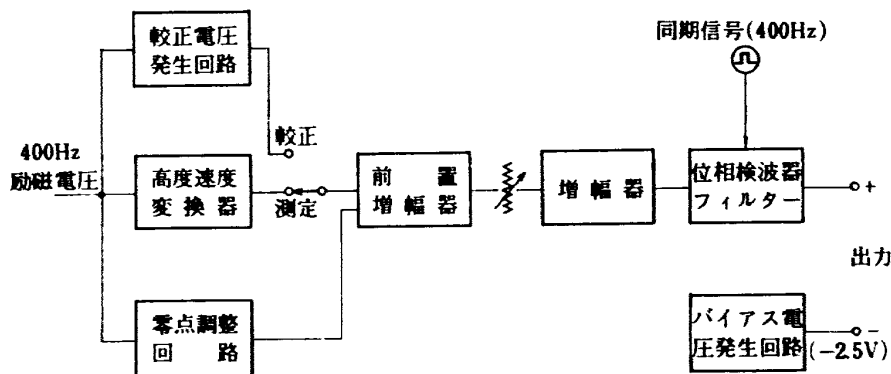 較正電圧
発生回路
同期信号(400Hz)
較正
400Hz
励磁電圧
高度速度
変換器
測定
前置
増幅器
増幅器
位相検波器
フィルター
+
出力
零点調整
回路
バイアス電
圧発生回路
−
(−2.5V)